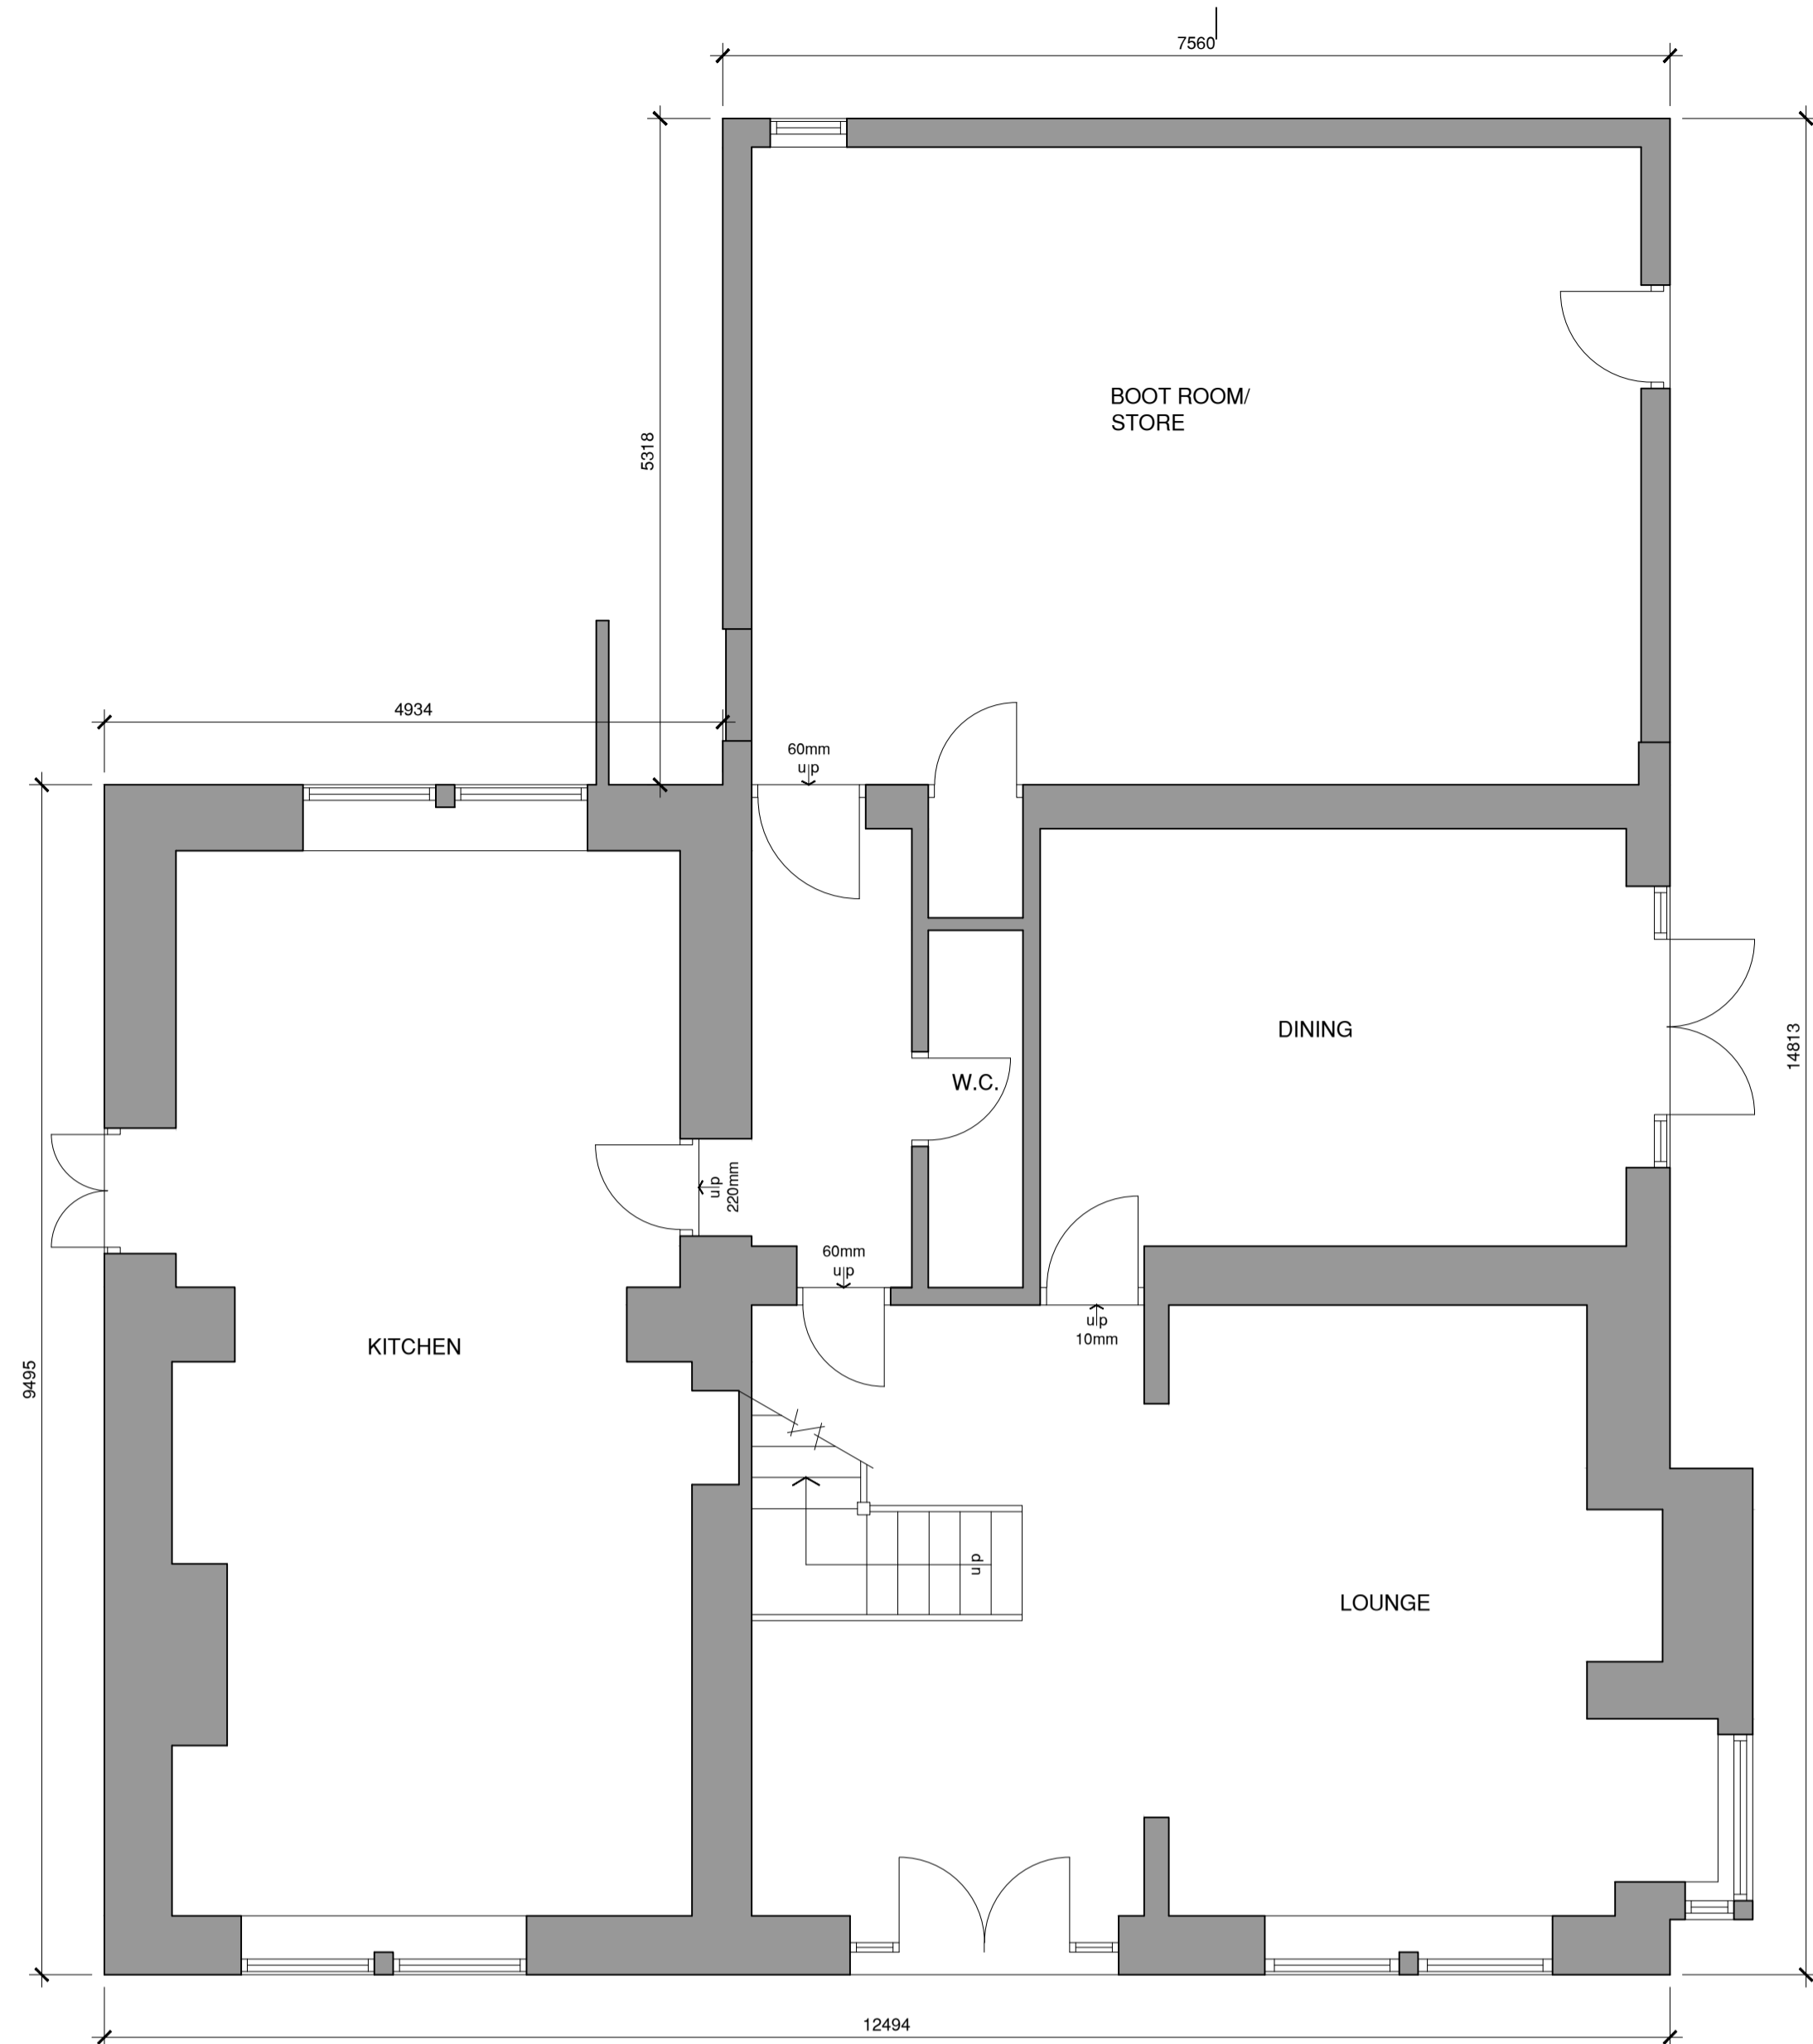 7560
BOOT ROOM/
STORE
5318
4934
60mm
up
DINING
14813
W.C.
up
220mm
60mm
up
up
10mm
KITCHEN
9495
up
LOUNGE
12494